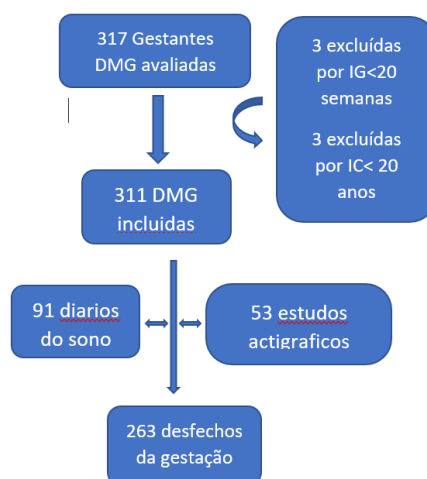 317 Gestantes
DMG avaliadas
3 excluídas
por IG<20
semanas
3 excluídas
por IC< 20
anos
311 DMG
incluidas
91 diarios
do sono
53 estudos
actigraficos
263 desfechos
da gestação